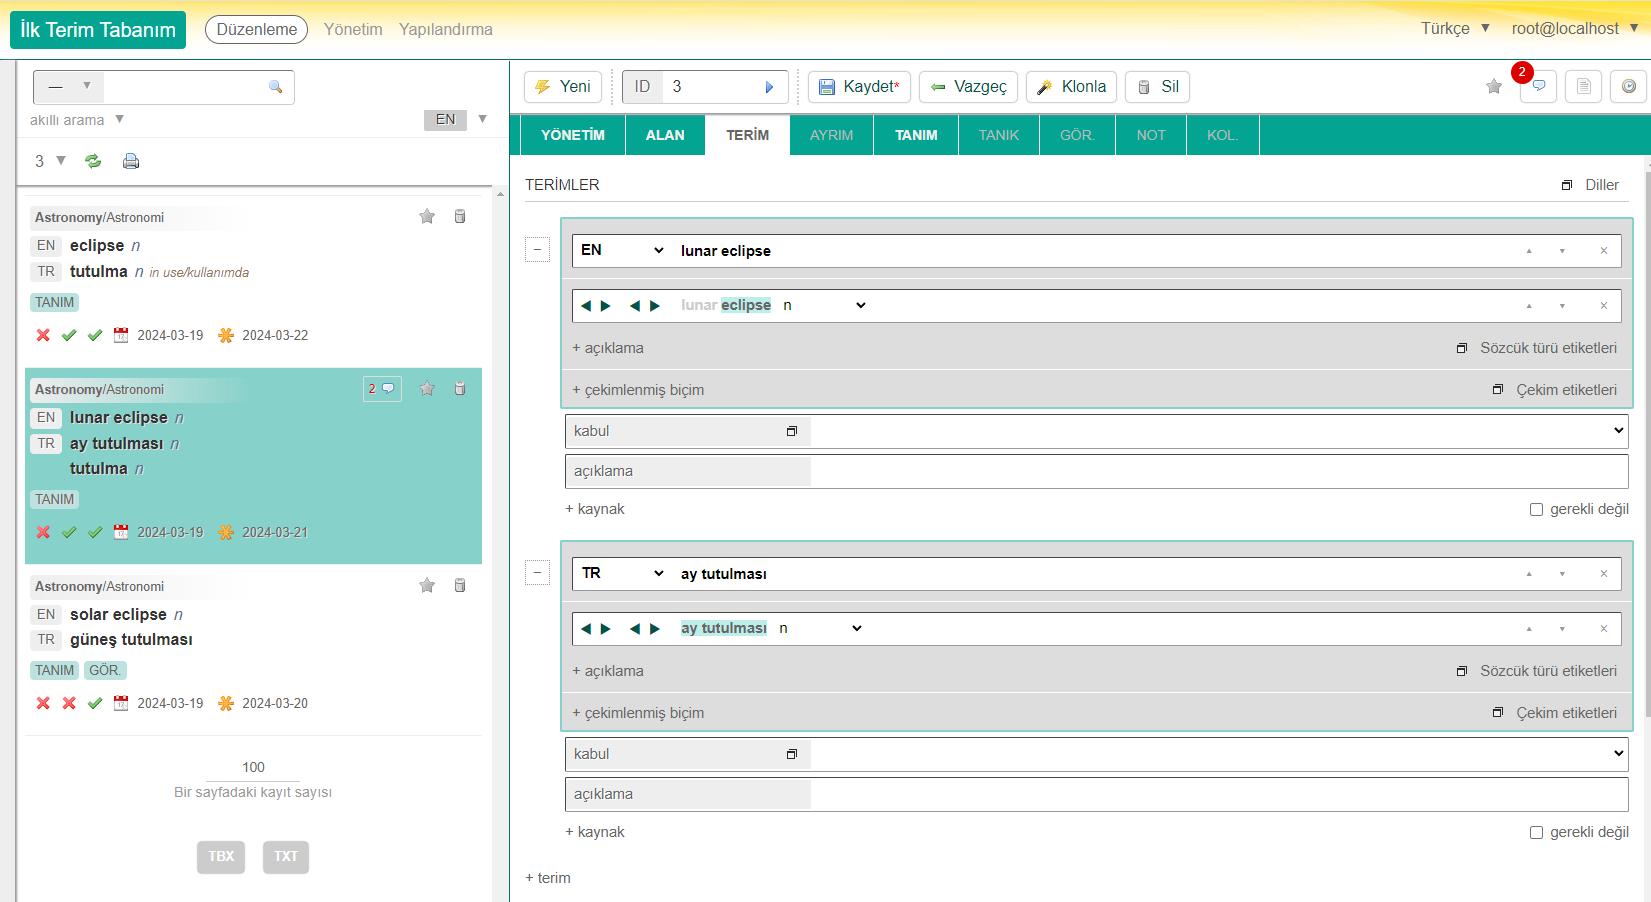 İlk Terim Tabanım Düzenleme Yönetim Yapılandırma Türkçe root@localhost
—
akıllı arama EN
3
Astronomy/Astronomi
EN eclipse n
TR tutulma n in use/kullanımda
TANIM
2024-03-19 2024-03-22
Astronomy/Astronomi 2
EN lunar eclipse n
TR ay tutulması n
tutulma n
TANIM
2024-03-19 2024-03-21
Astronomy/Astronomi
EN solar eclipse n
TR güneş tutulması
TANIM GÖR.
2024-03-19 2024-03-20
100
Bir sayfadaki kayıt sayısı
TBX TXT
Yeni ID 3 Kaydet* Vazgeç Klonla Sil 2
YÖNETİM ALAN TERİM AYRIM TANIM TANIK GÖR. NOT KOL.
TERİMLER Diller
EN lunar eclipse
lunar eclipse n
+ açıklama Sözcük türü etiketleri
+ çekimlenmiş biçim Çekim etiketleri
kabul
açıklama
+ kaynak gerekli değil
TR ay tutulması
ay tutulması n
+ açıklama Sözcük türü etiketleri
+ çekimlenmiş biçim Çekim etiketleri
kabul
açıklama
+ kaynak gerekli değil
+ terim